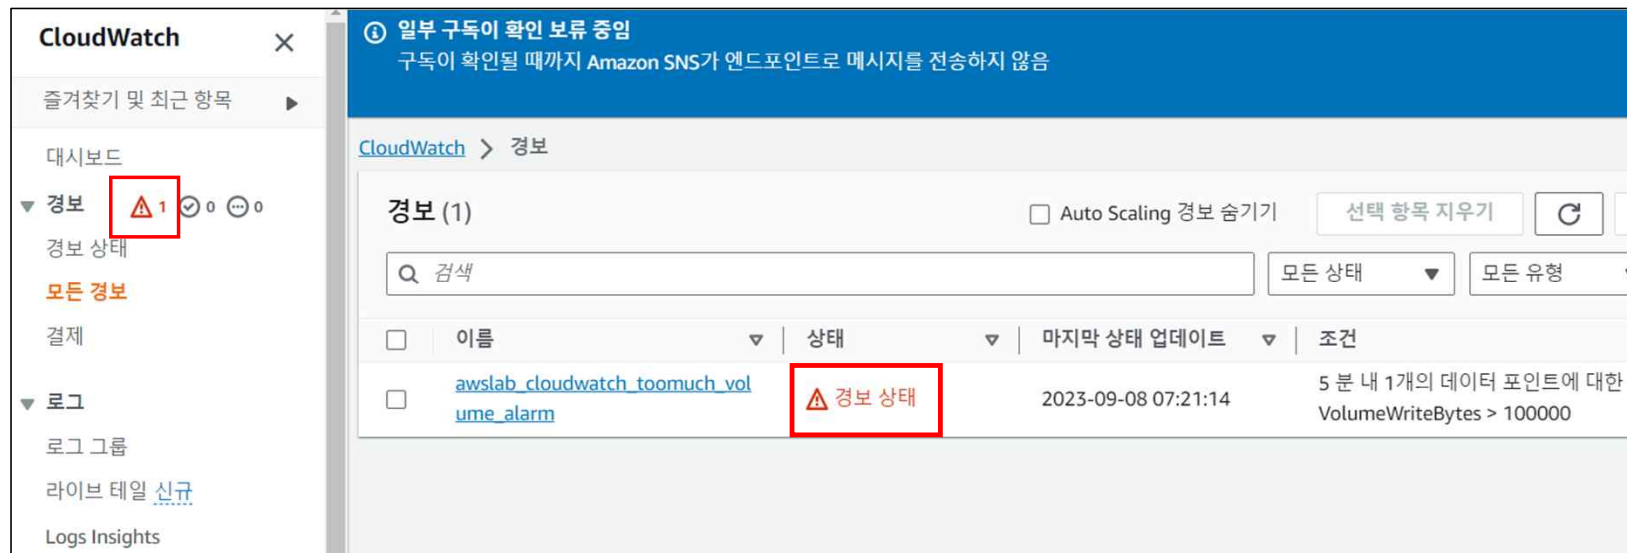 CloudWatch
즐겨찾기 및 최근 항목
대시보드
경보 1 0 0
경보 상태
모든 경보
결제
로그
로그 그룹
라이브 테일 신규
Logs Insights
일부 구독이 확인 보류 중임
구독이 확인될 때까지 Amazon SNS가 엔드포인트로 메시지를 전송하지 않음
CloudWatch > 경보
경보 (1)
Auto Scaling 경보 숨기기
선택 항목 지우기
검색
모든 상태
모든 유형
이름
상태
마지막 상태 업데이트
조건
awslab_cloudwatch_toomuch_vol
ume_alarm
경보 상태
2023-09-08 07:21:14
5 분 내 1개의 데이터 포인트에 대한
VolumeWriteBytes > 100000